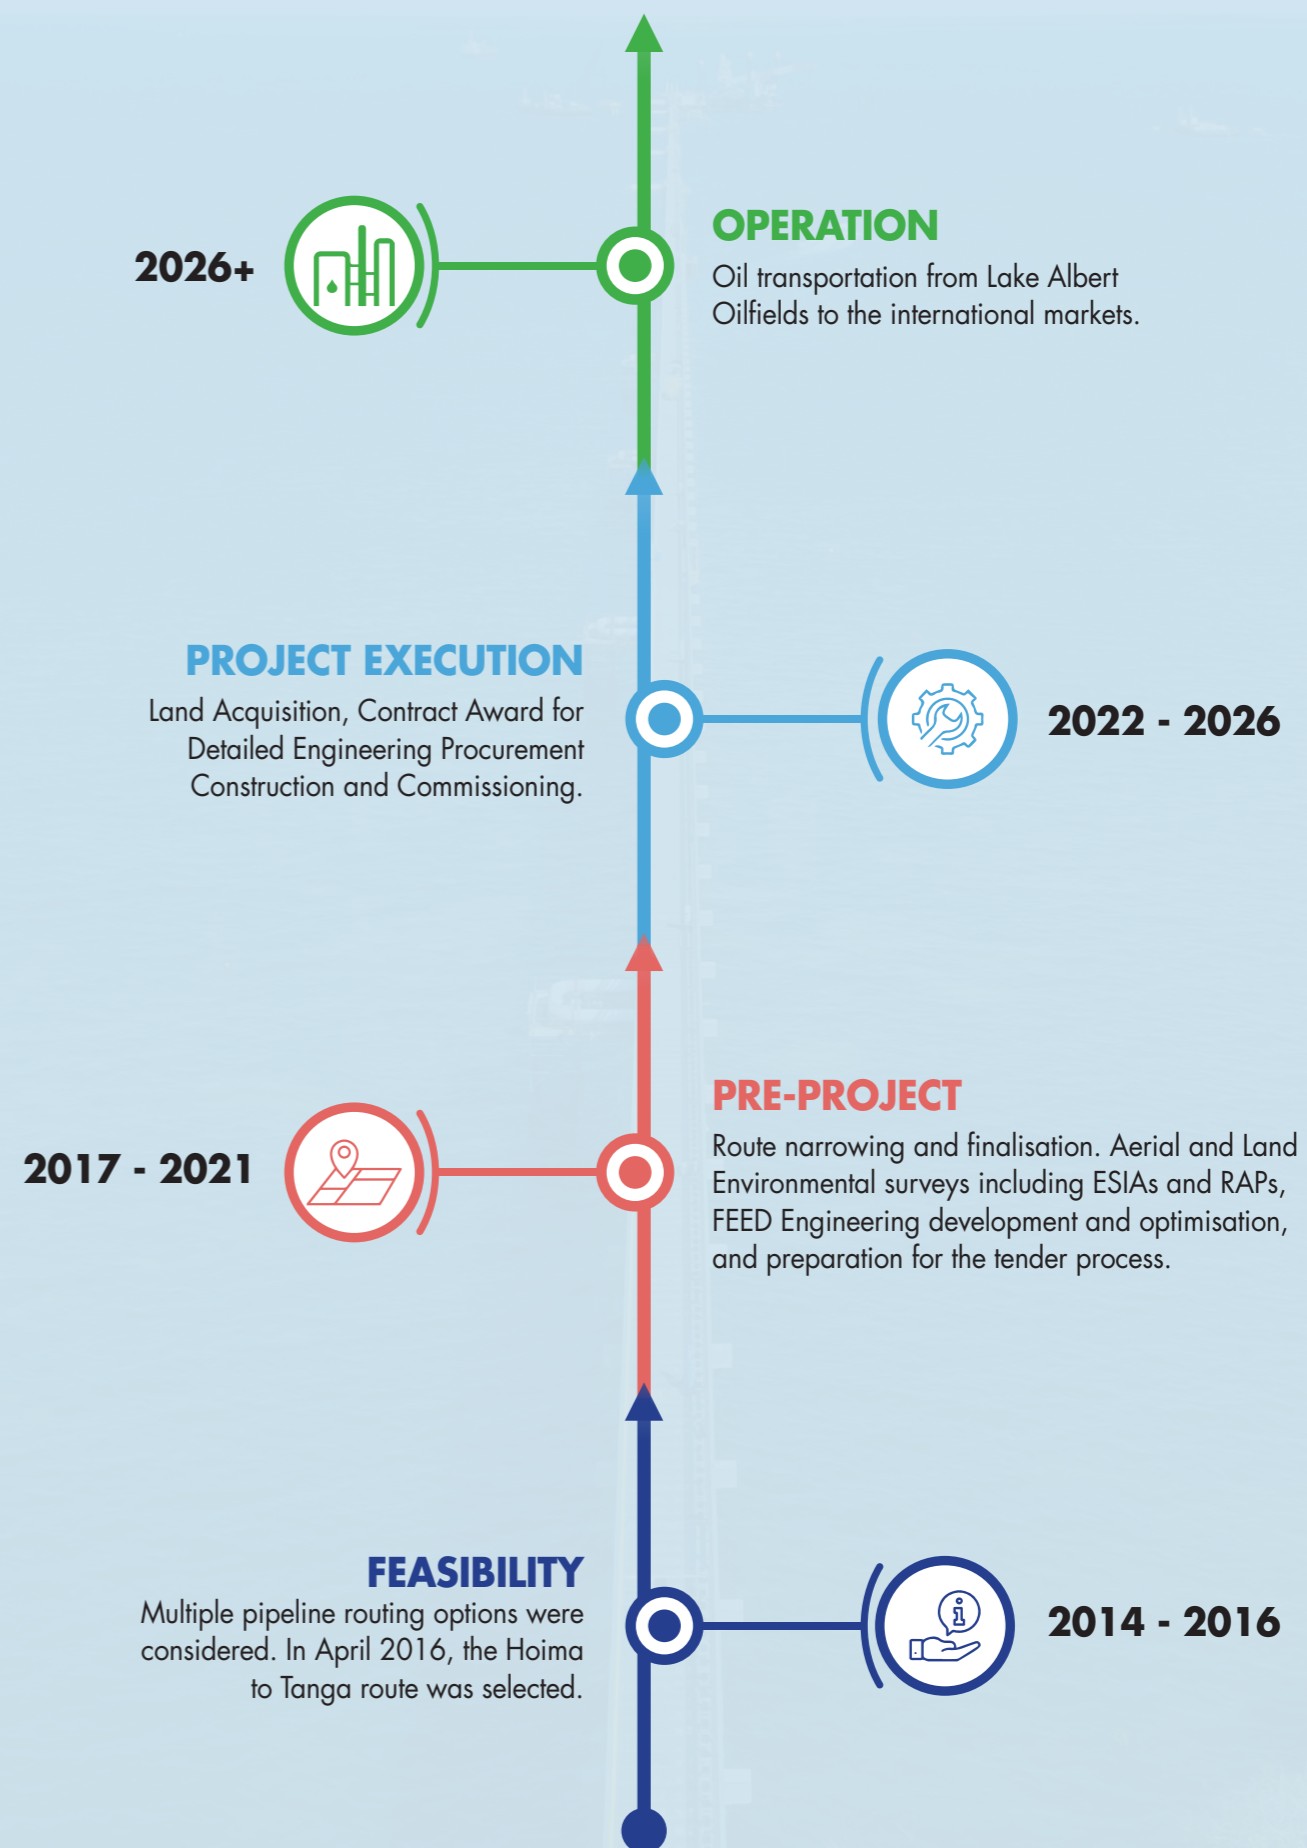 2026+
OPERATION
Oil transportation from Lake Albert
Oilfields to the international markets.
PROJECT EXECUTION
Land Acquisition, Contract Award for
Detailed Engineering Procurement
Construction and Commissioning.
2022 - 2026
2017 - 2021
PRE-PROJECT
Route narrowing and finalisation. Aerial and Land
Environmental surveys including ESIAs and RAPs,
FEED Engineering development and optimisation,
and preparation for the tender process.
FEASIBILITY
Multiple pipeline routing options were
considered. In April 2016, the Hoima
to Tanga route was selected.
2014 - 2016